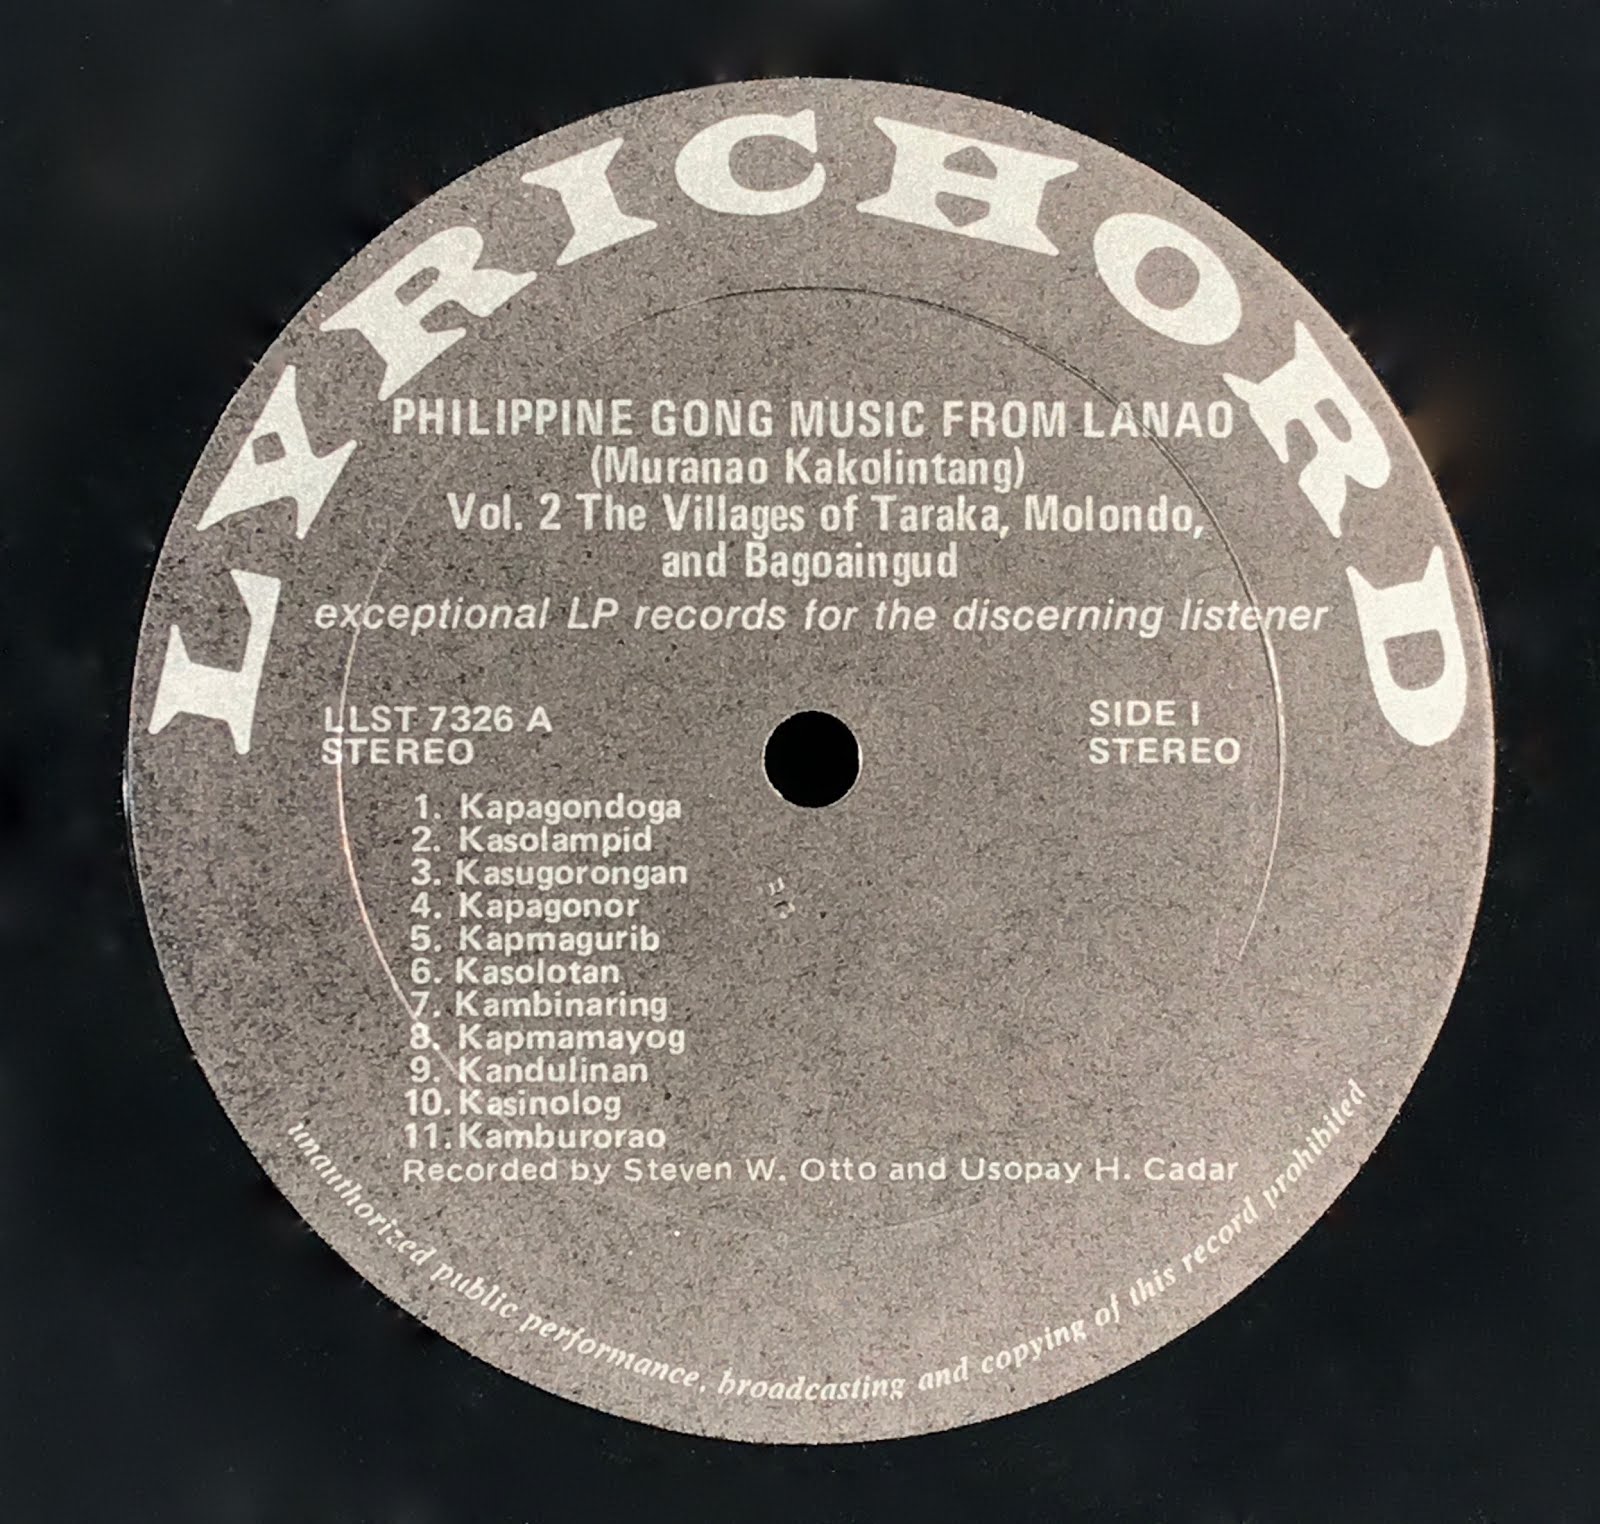 LYRICHORD
PHILIPPINE GONG MUSIC FROM LANAO
(Muranao Kakolintang)
Vol. 2 The Villages of Taraka, Molondo,
and Bagoaingud
exceptional LP records for the discerning listener
LLST 7326 A
STEREO
SIDE I
STEREO
1. Kapagondoga
2. Kasolampid
3. Kasugorongan
4. Kapagonor
5. Kapmagurib
6. Kasolotan
7. Kambinaring
8. Kapmamayog
9. Kandulinan
10. Kasinolog
11. Kamburorao
Recorded by Steven W. Otto and Usopay H. Cadar
unauthorized public performance, broadcasting and copying of this record prohibited